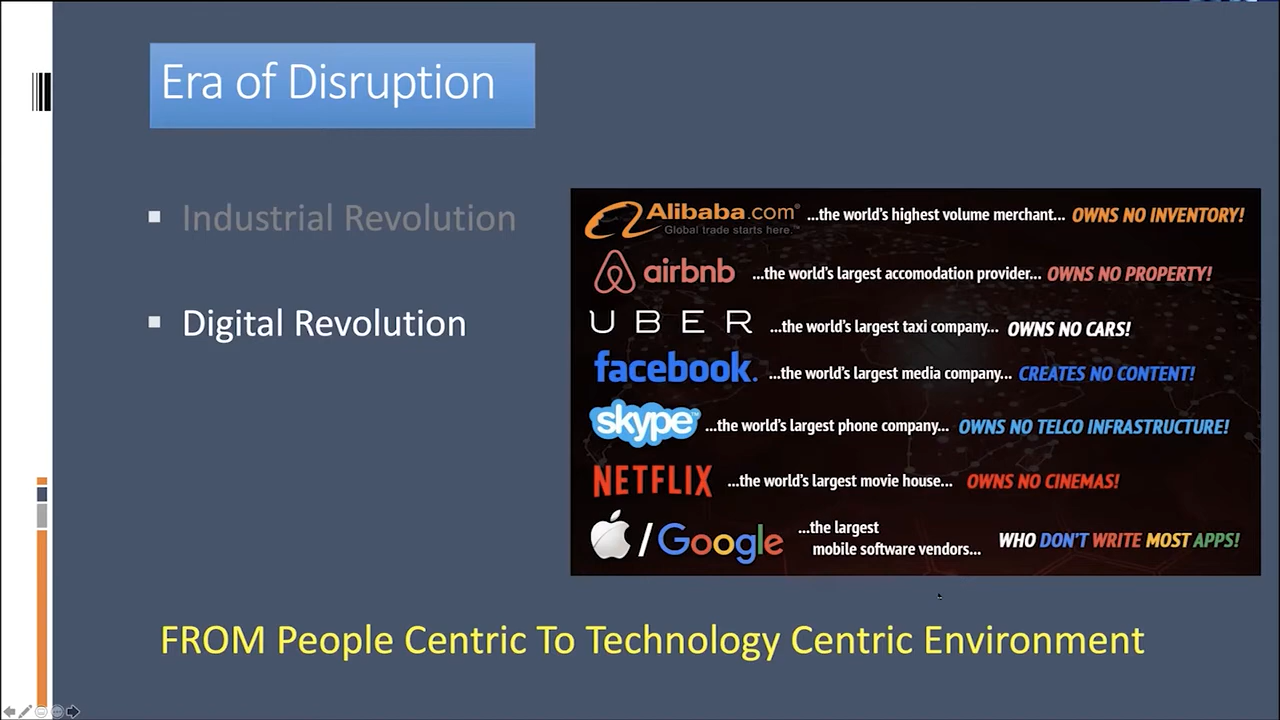 Era of Disruption
Industrial Revolution
Digital Revolution
Alibaba.com® ...the world's highest volume merchant... OWNS NO INVENTORY!
Global trade starts here.™
airbnb ...the world's largest accomodation provider... OWNS NO PROPERTY!
UBER ...the world's largest taxi company... OWNS NO CARS!
facebook. ...the world's largest media company... CREATES NO CONTENT!
skype™ ...the world's largest phone company... OWNS NO TELCO INFRASTRUCTURE!
NETFLIX ...the world's largest movie house... OWNS NO CINEMAS!
/Google ...the largest
mobile software vendors... WHO DON'T WRITE MOST APPS!
FROM People Centric To Technology Centric Environment